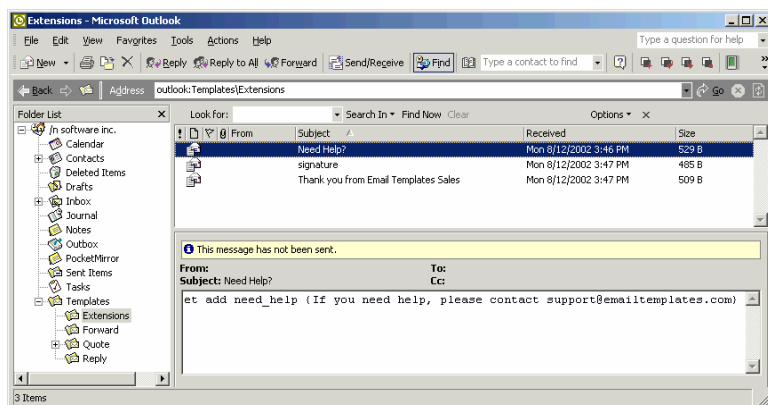 Extensions - Microsoft Outlook
File Edit View Favorites Tools Actions Help
Type a question for help
New Reply Reply to All Forward Send/Receive Find Type a contact to find
Back Address outlook:Templates\Extensions Go
Folder List x Look for: Search In Find Now Clear Options x
! From Subject Received Size
/n software inc.
Calendar
Contacts
Deleted Items
Drafts
Inbox
Journal
Notes
Outbox
PocketMirror
Sent Items
Tasks
Templates
Extensions
Forward
Quote
Reply
Need Help? Mon 8/12/2002 3:46 PM 529 B
signature Mon 8/12/2002 3:47 PM 485 B
Thank you from Email Templates Sales Mon 8/12/2002 3:47 PM 509 B
This message has not been sent.
From: To:
Subject: Need Help? Cc:
et add need_help {If you need help, please contact support@emailtemplates.com}
3 Items